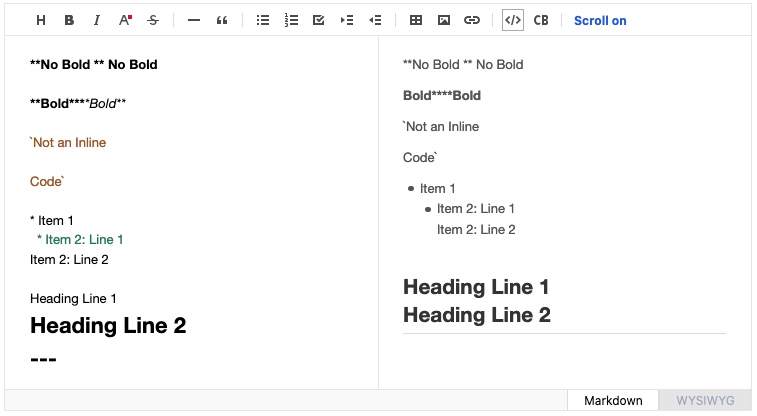 H B I A S — “ </> CB Scroll on
**No Bold ** No Bold
**Bold****Bold**
`Not an Inline
Code`
* Item 1
* Item 2: Line 1
Item 2: Line 2
Heading Line 1
Heading Line 2
---
**No Bold ** No Bold
Bold****Bold
`Not an Inline
Code`
• Item 1
• Item 2: Line 1
Item 2: Line 2
Heading Line 1
Heading Line 2
Markdown WYSIWYG